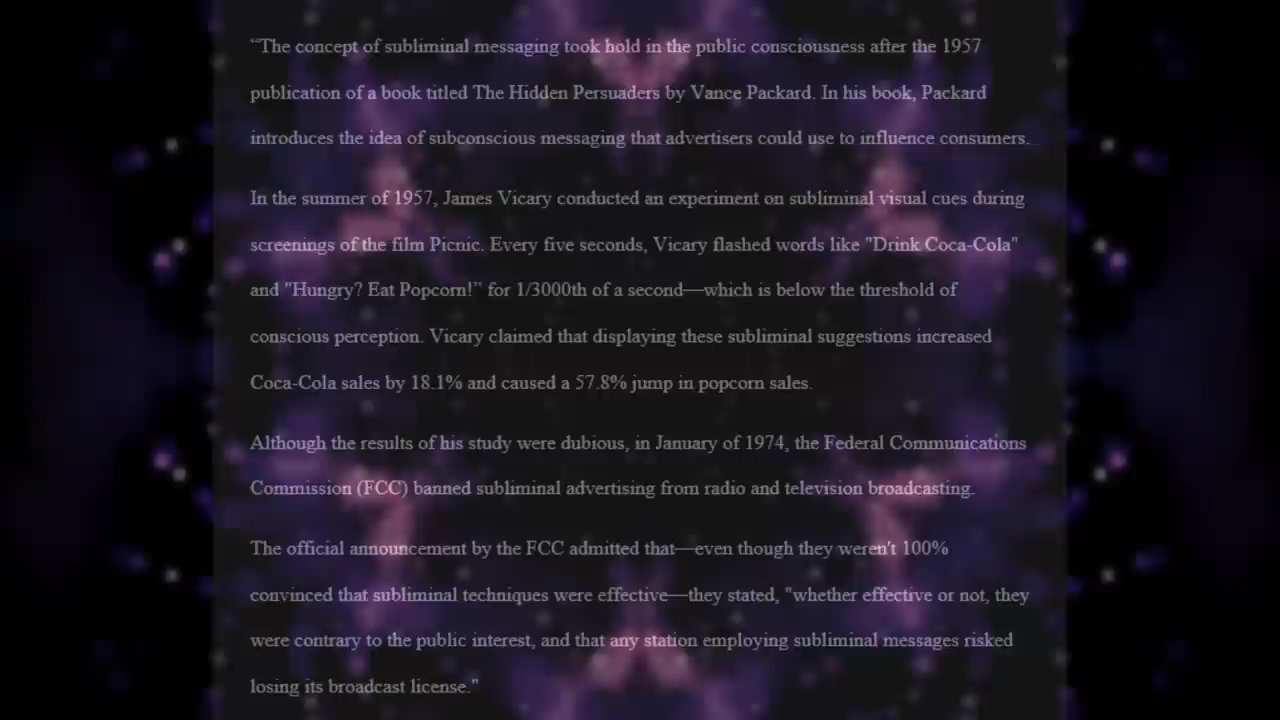 “The concept of subliminal messaging took hold in the public consciousness after the 1957
publication of a book titled The Hidden Persuaders by Vance Packard. In his book, Packard
introduces the idea of subconscious messaging that advertisers could use to influence consumers.
In the summer of 1957, James Vicary conducted an experiment on subliminal visual cues during
screenings of the film Picnic. Every five seconds, Vicary flashed words like "Drink Coca-Cola"
and "Hungry? Eat Popcorn!” for 1/3000th of a second—which is below the threshold of
conscious perception. Vicary claimed that displaying these subliminal suggestions increased
Coca-Cola sales by 18.1% and caused a 57.8% jump in popcorn sales.
Although the results of his study were dubious, in January of 1974, the Federal Communications
Commission (FCC) banned subliminal advertising from radio and television broadcasting.
The official announcement by the FCC admitted that—even though they weren't 100%
convinced that subliminal techniques were effective—they stated, "whether effective or not, they
were contrary to the public interest, and that any station employing subliminal messages risked
losing its broadcast license."